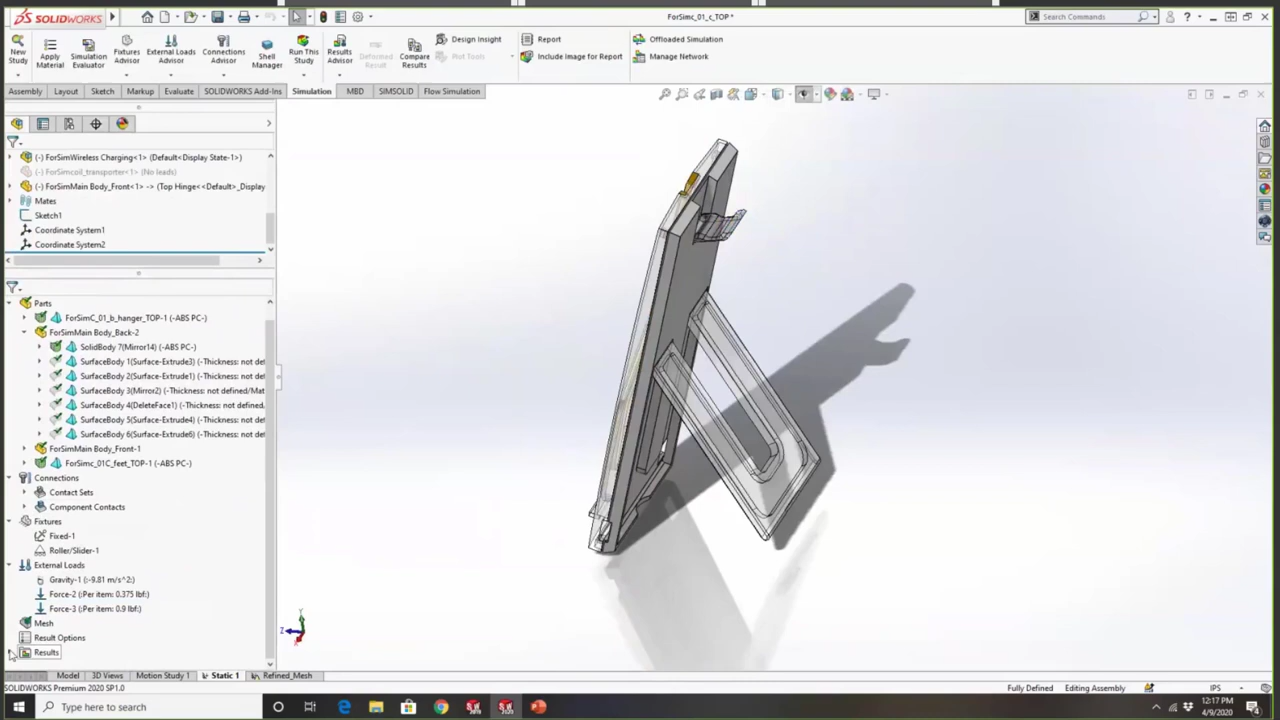 SOLIDWORKS
ForSimc_01_c_TOP *
Search Commands
New Study
Apply Material
Simulation Evaluator
Fixtures Advisor
External Loads Advisor
Connections Advisor
Shell Manager
Run This Study
Results Advisor
Deformed Result
Compare Results
Design Insight
Plot Tools
Report
Include Image for Report
Offloaded Simulation
Manage Network
Assembly
Layout
Sketch
Markup
Evaluate
SOLIDWORKS Add-Ins
Simulation
MBD
SIMSOLID
Flow Simulation
(-) ForSimWireless Charging<1> (Default<Display State-1>)
(-) ForSimcoil_transporter<1> (No leads)
(-) ForSimMain Body_Front<1> -> (Top Hinge<<Default>_Display
Mates
Sketch1
Coordinate System1
Coordinate System2
Parts
ForSimC_01_b_hanger_TOP-1 (-ABS PC-)
ForSimMain Body_Back-2
SolidBody 7(Mirror14) (-ABS PC-)
SurfaceBody 1(Surface-Extrude3) (-Thickness: not def
SurfaceBody 2(Surface-Extrude1) (-Thickness: not def
SurfaceBody 3(Mirror2) (-Thickness: not defined/Mat
SurfaceBody 4(DeleteFace1) (-Thickness: not defined,
SurfaceBody 5(Surface-Extrude4) (-Thickness: not def
SurfaceBody 6(Surface-Extrude6) (-Thickness: not def
ForSimMain Body_Front-1
ForSimc_01C_feet_TOP-1 (-ABS PC-)
Connections
Contact Sets
Component Contacts
Fixtures
Fixed-1
Roller/Slider-1
External Loads
Gravity-1 (:-9.81 m/s^2:)
Force-2 (:Per item: 0.375 lbf:)
Force-3 (:Per item: 0.9 lbf:)
Mesh
Result Options
Results
Y
Z
Model
3D Views
Motion Study 1
Static 1
Refined_Mesh
SOLIDWORKS Premium 2020 SP1.0
Fully Defined
Editing Assembly
IPS
Type here to search
12:17 PM
4/9/2020